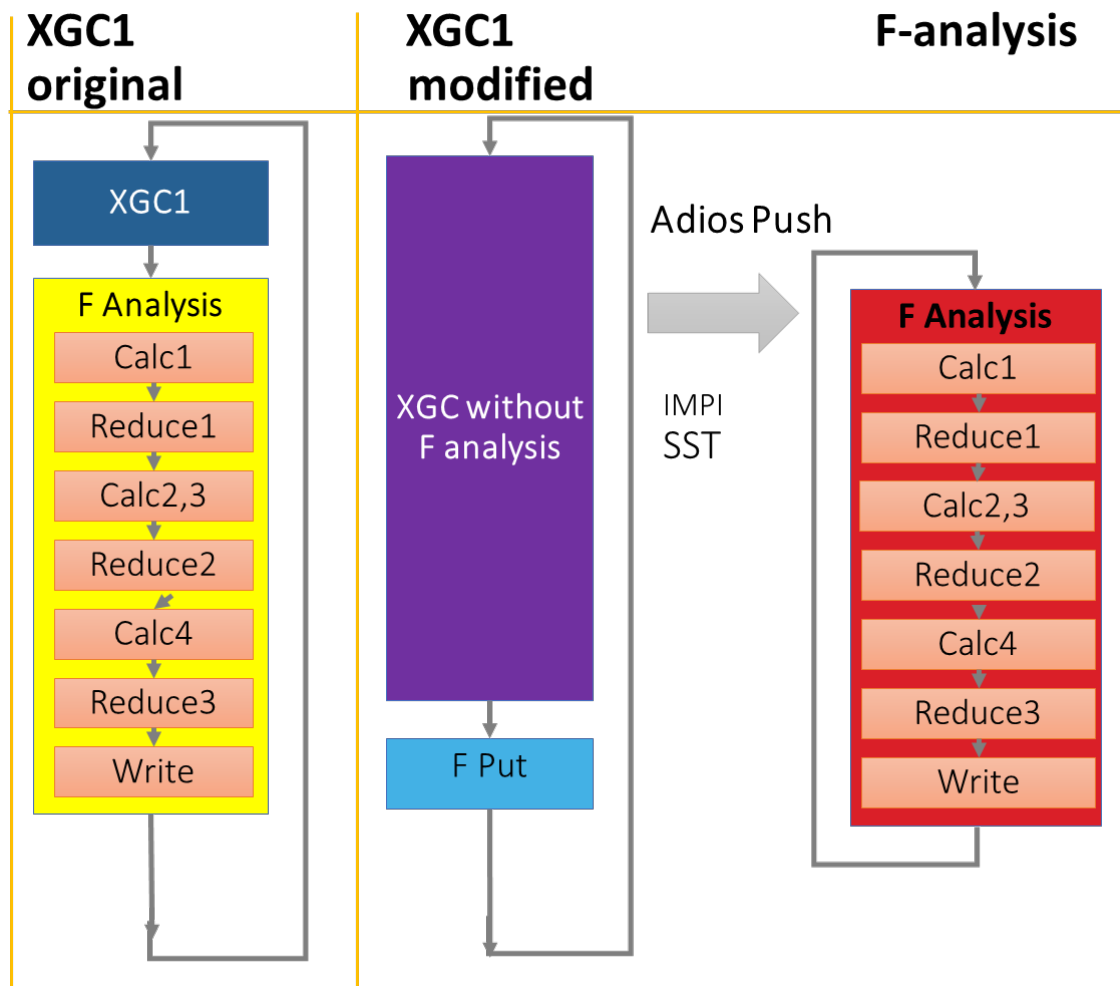 XGC1
original
XGC1
modified
F-analysis
XGC1
F Analysis
Calc1
Reduce1
Calc2,3
Reduce2
Calc4
Reduce3
Write
XGC without
F analysis
F Put
Adios Push
IMPI
SST
F Analysis
Calc1
Reduce1
Calc2,3
Reduce2
Calc4
Reduce3
Write